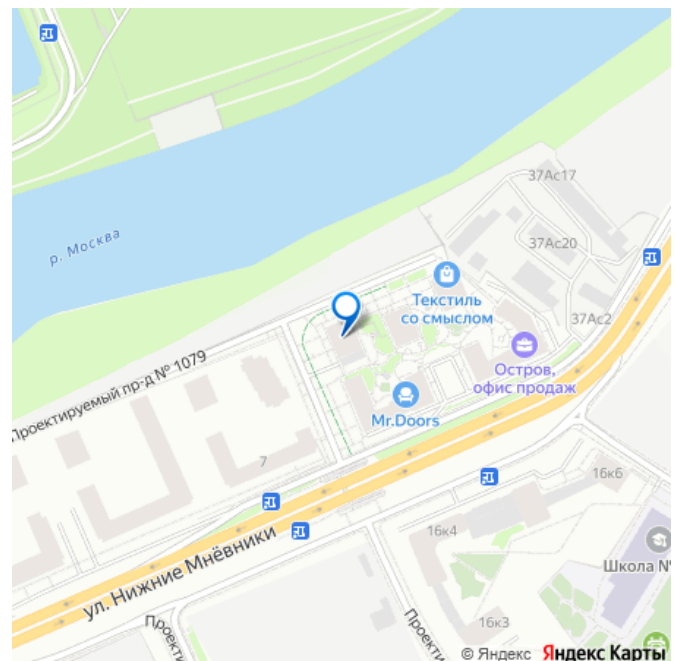 37Ас17
р. Москва
37Ас20
Текстиль
со смыслом
37Ас2
Остров,
офис продаж
Проектируемый пр-д № 1079
Mr.Doors
7
16к6
16к4
ул. Нижние Мнёвники
Школа №
16к3
© Яндекс Яндекс Карты